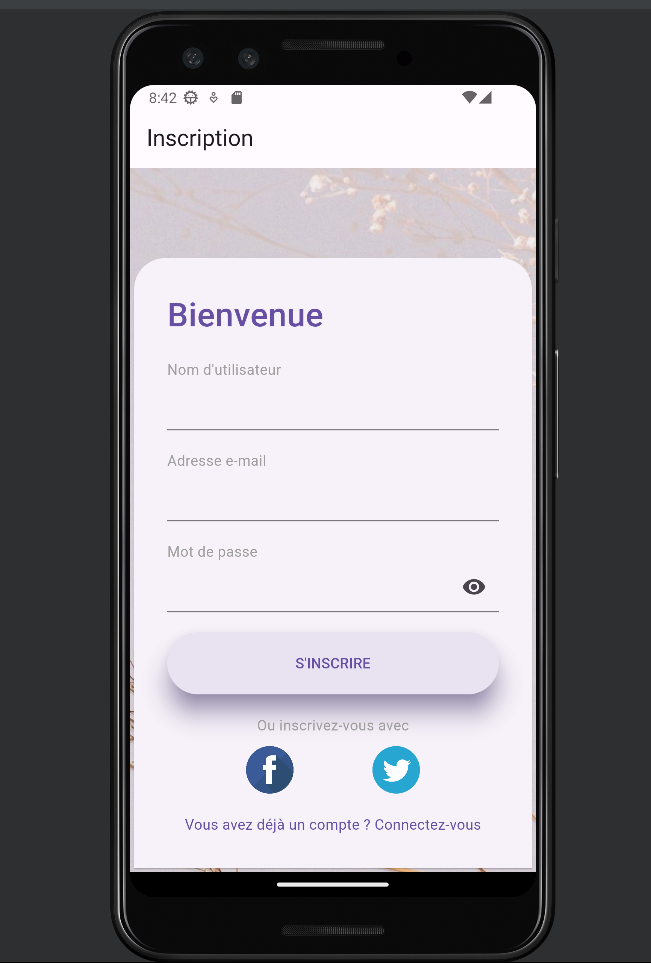 8:42
Inscription
Bienvenue
Nom d'utilisateur
Adresse e-mail
Mot de passe
S'INSCRIRE
Ou inscrivez-vous avec
Vous avez déjà un compte ? Connectez-vous